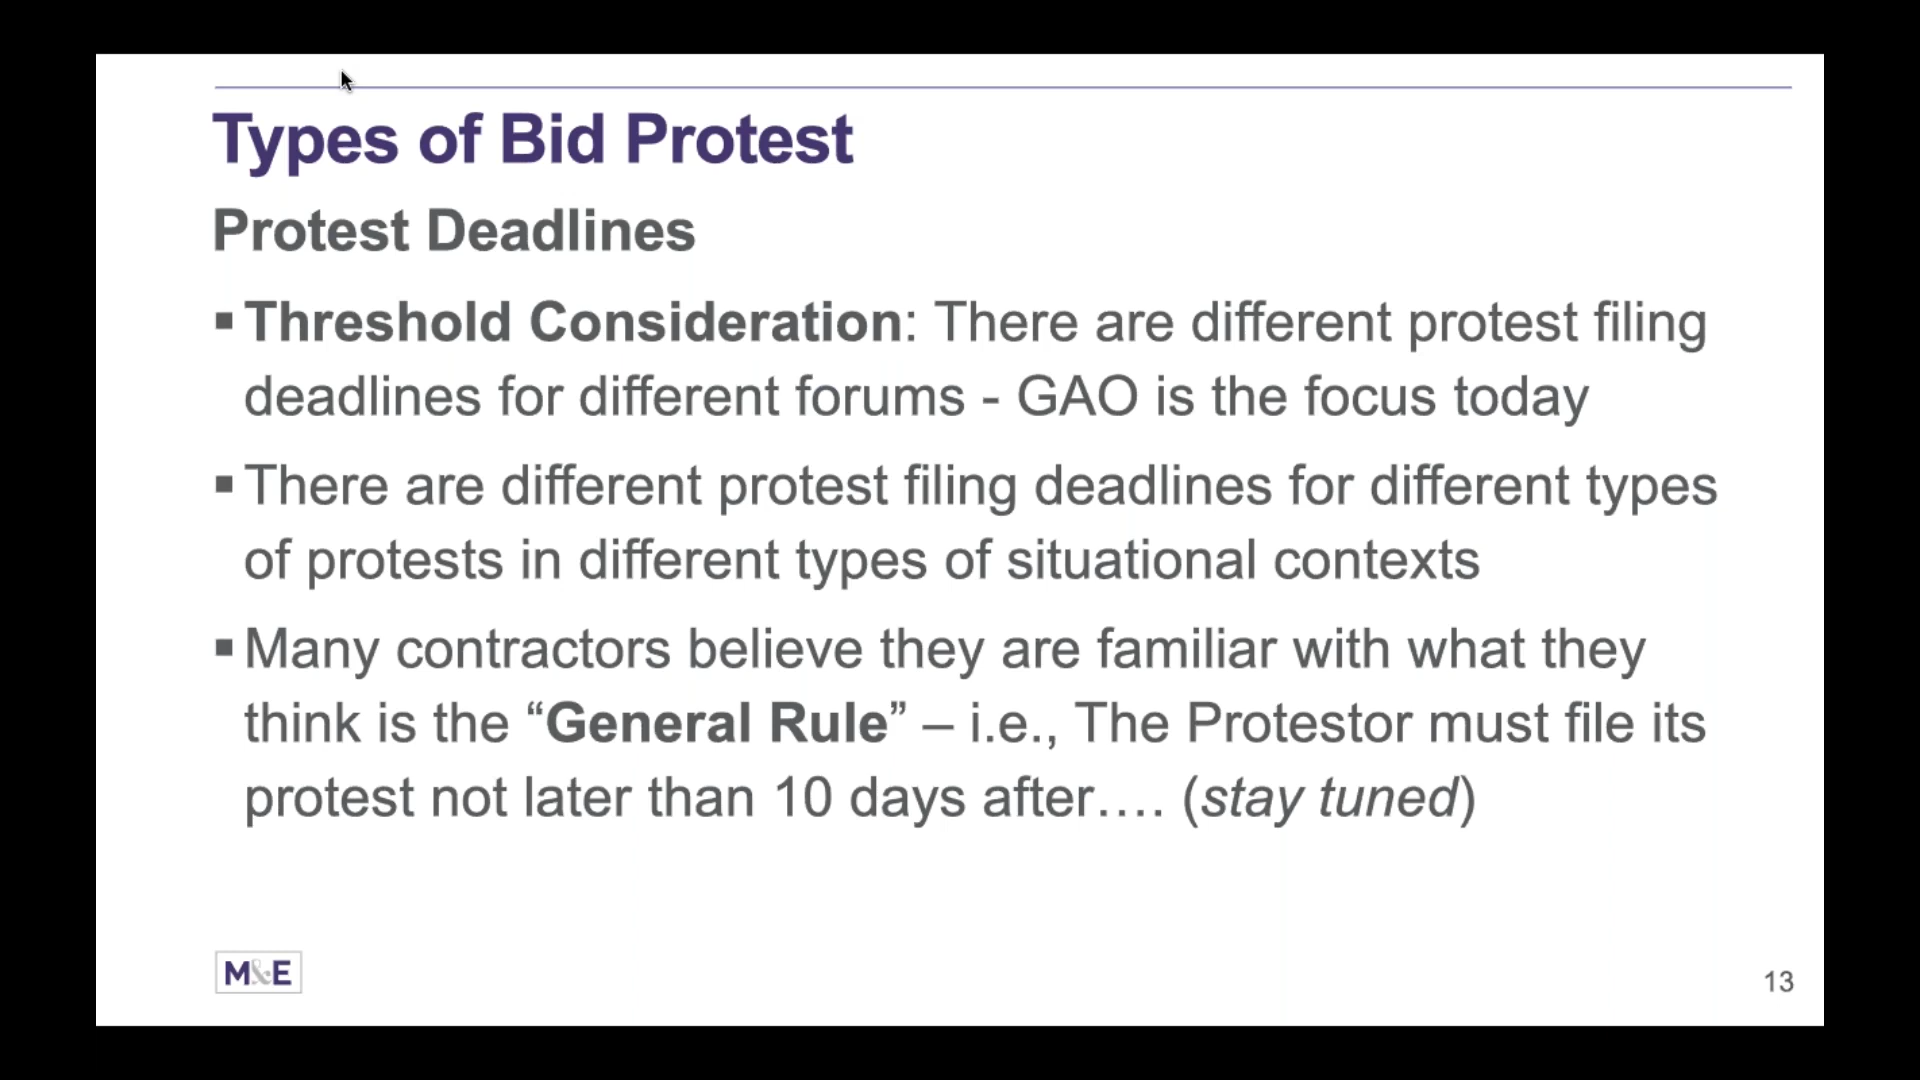 Types of Bid Protest
Protest Deadlines
▪ Threshold Consideration: There are different protest filing
deadlines for different forums - GAO is the focus today
▪ There are different protest filing deadlines for different types
of protests in different types of situational contexts
▪ Many contractors believe they are familiar with what they
think is the “General Rule” – i.e., The Protestor must file its
protest not later than 10 days after…. (stay tuned)
M&E
13